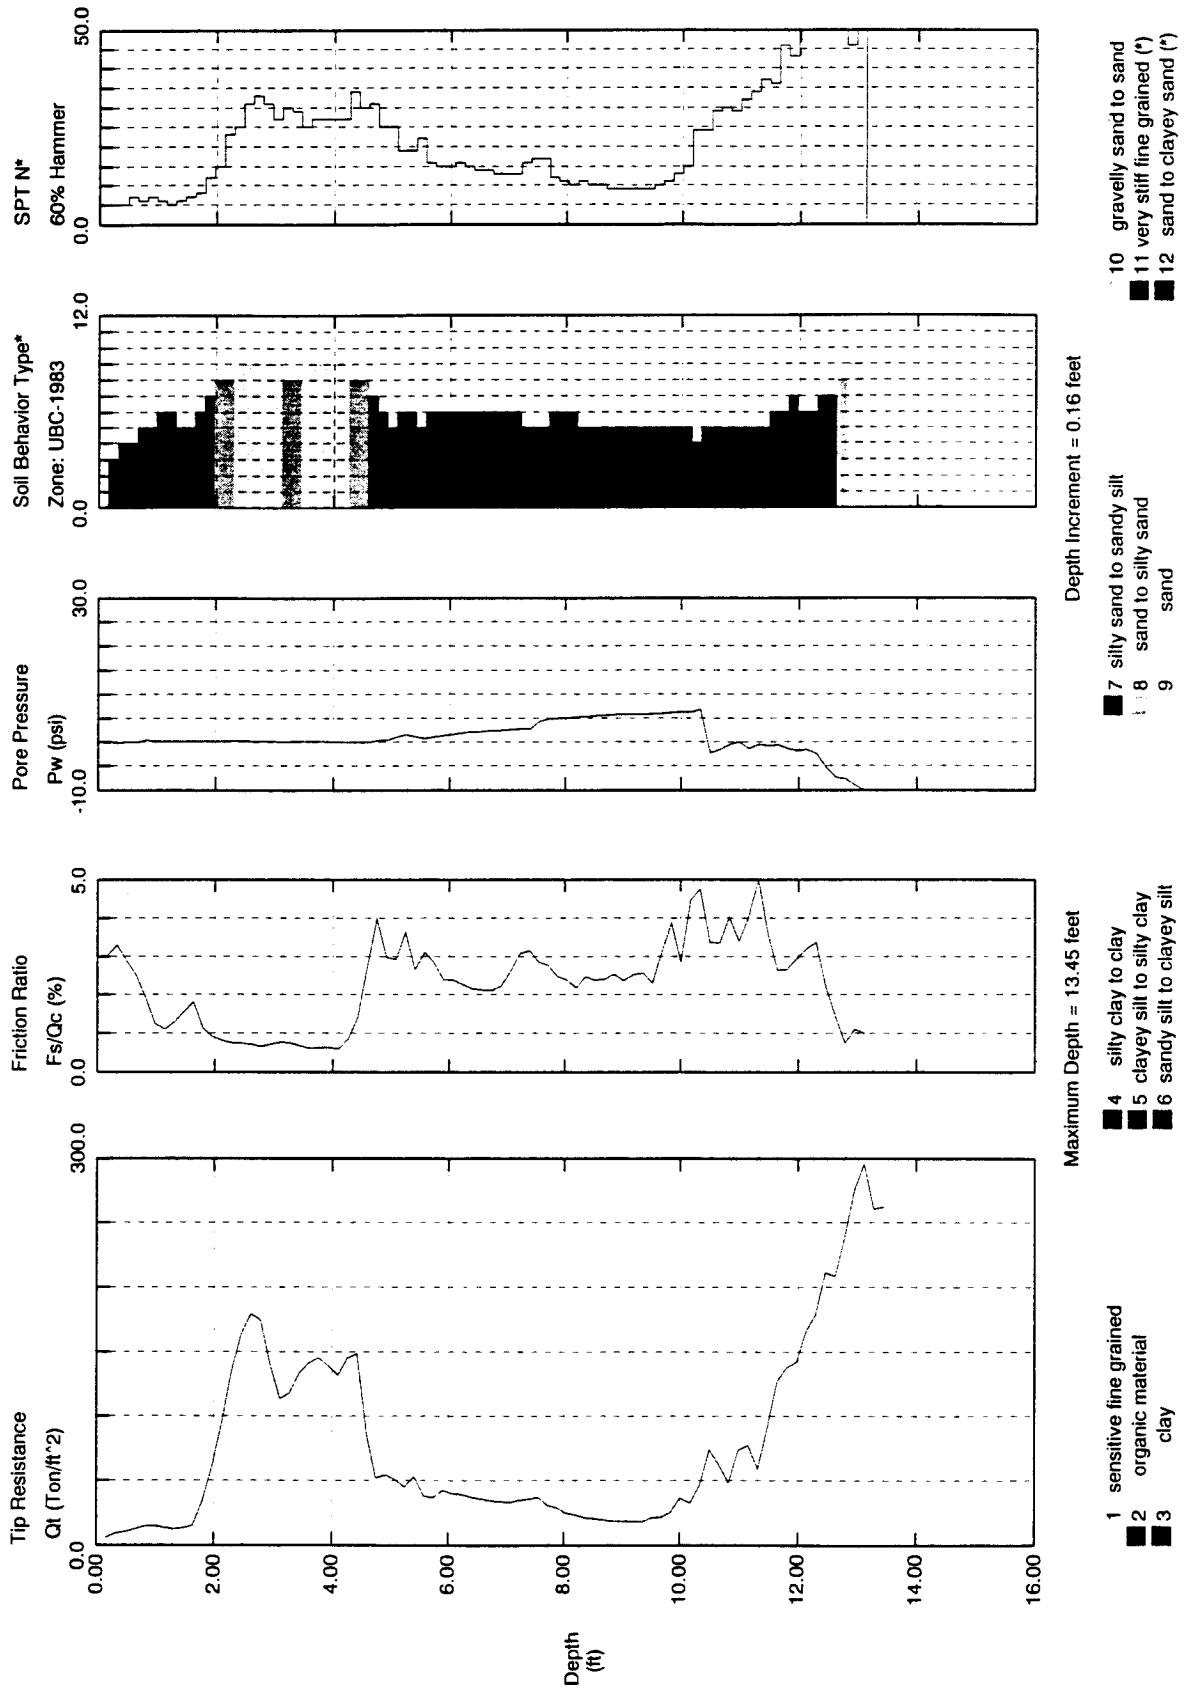 Tip Resistance
Qt (Ton/ft^2)
0.0
300.0
Friction Ratio
Fs/Qc (%)
0.0
5.0
Pore Pressure
Pw (psi)
-10.0
30.0
Soil Behavior Type*
Zone: UBC-1983
0.0
12.0
SPT N*
60% Hammer
0.0
50.0
Depth
(ft)
0.00
2.00
4.00
6.00
8.00
10.00
12.00
14.00
16.00
Maximum Depth = 13.45 feet
Depth Increment = 0.16 feet
1 sensitive fine grained
2 organic material
3 clay
4 silty clay to clay
5 clayey silt to silty clay
6 sandy silt to clayey silt
7 silty sand to sandy silt
8 sand to silty sand
9 sand
10 gravelly sand to sand
11 very stiff fine grained (*)
12 sand to clayey sand (*)